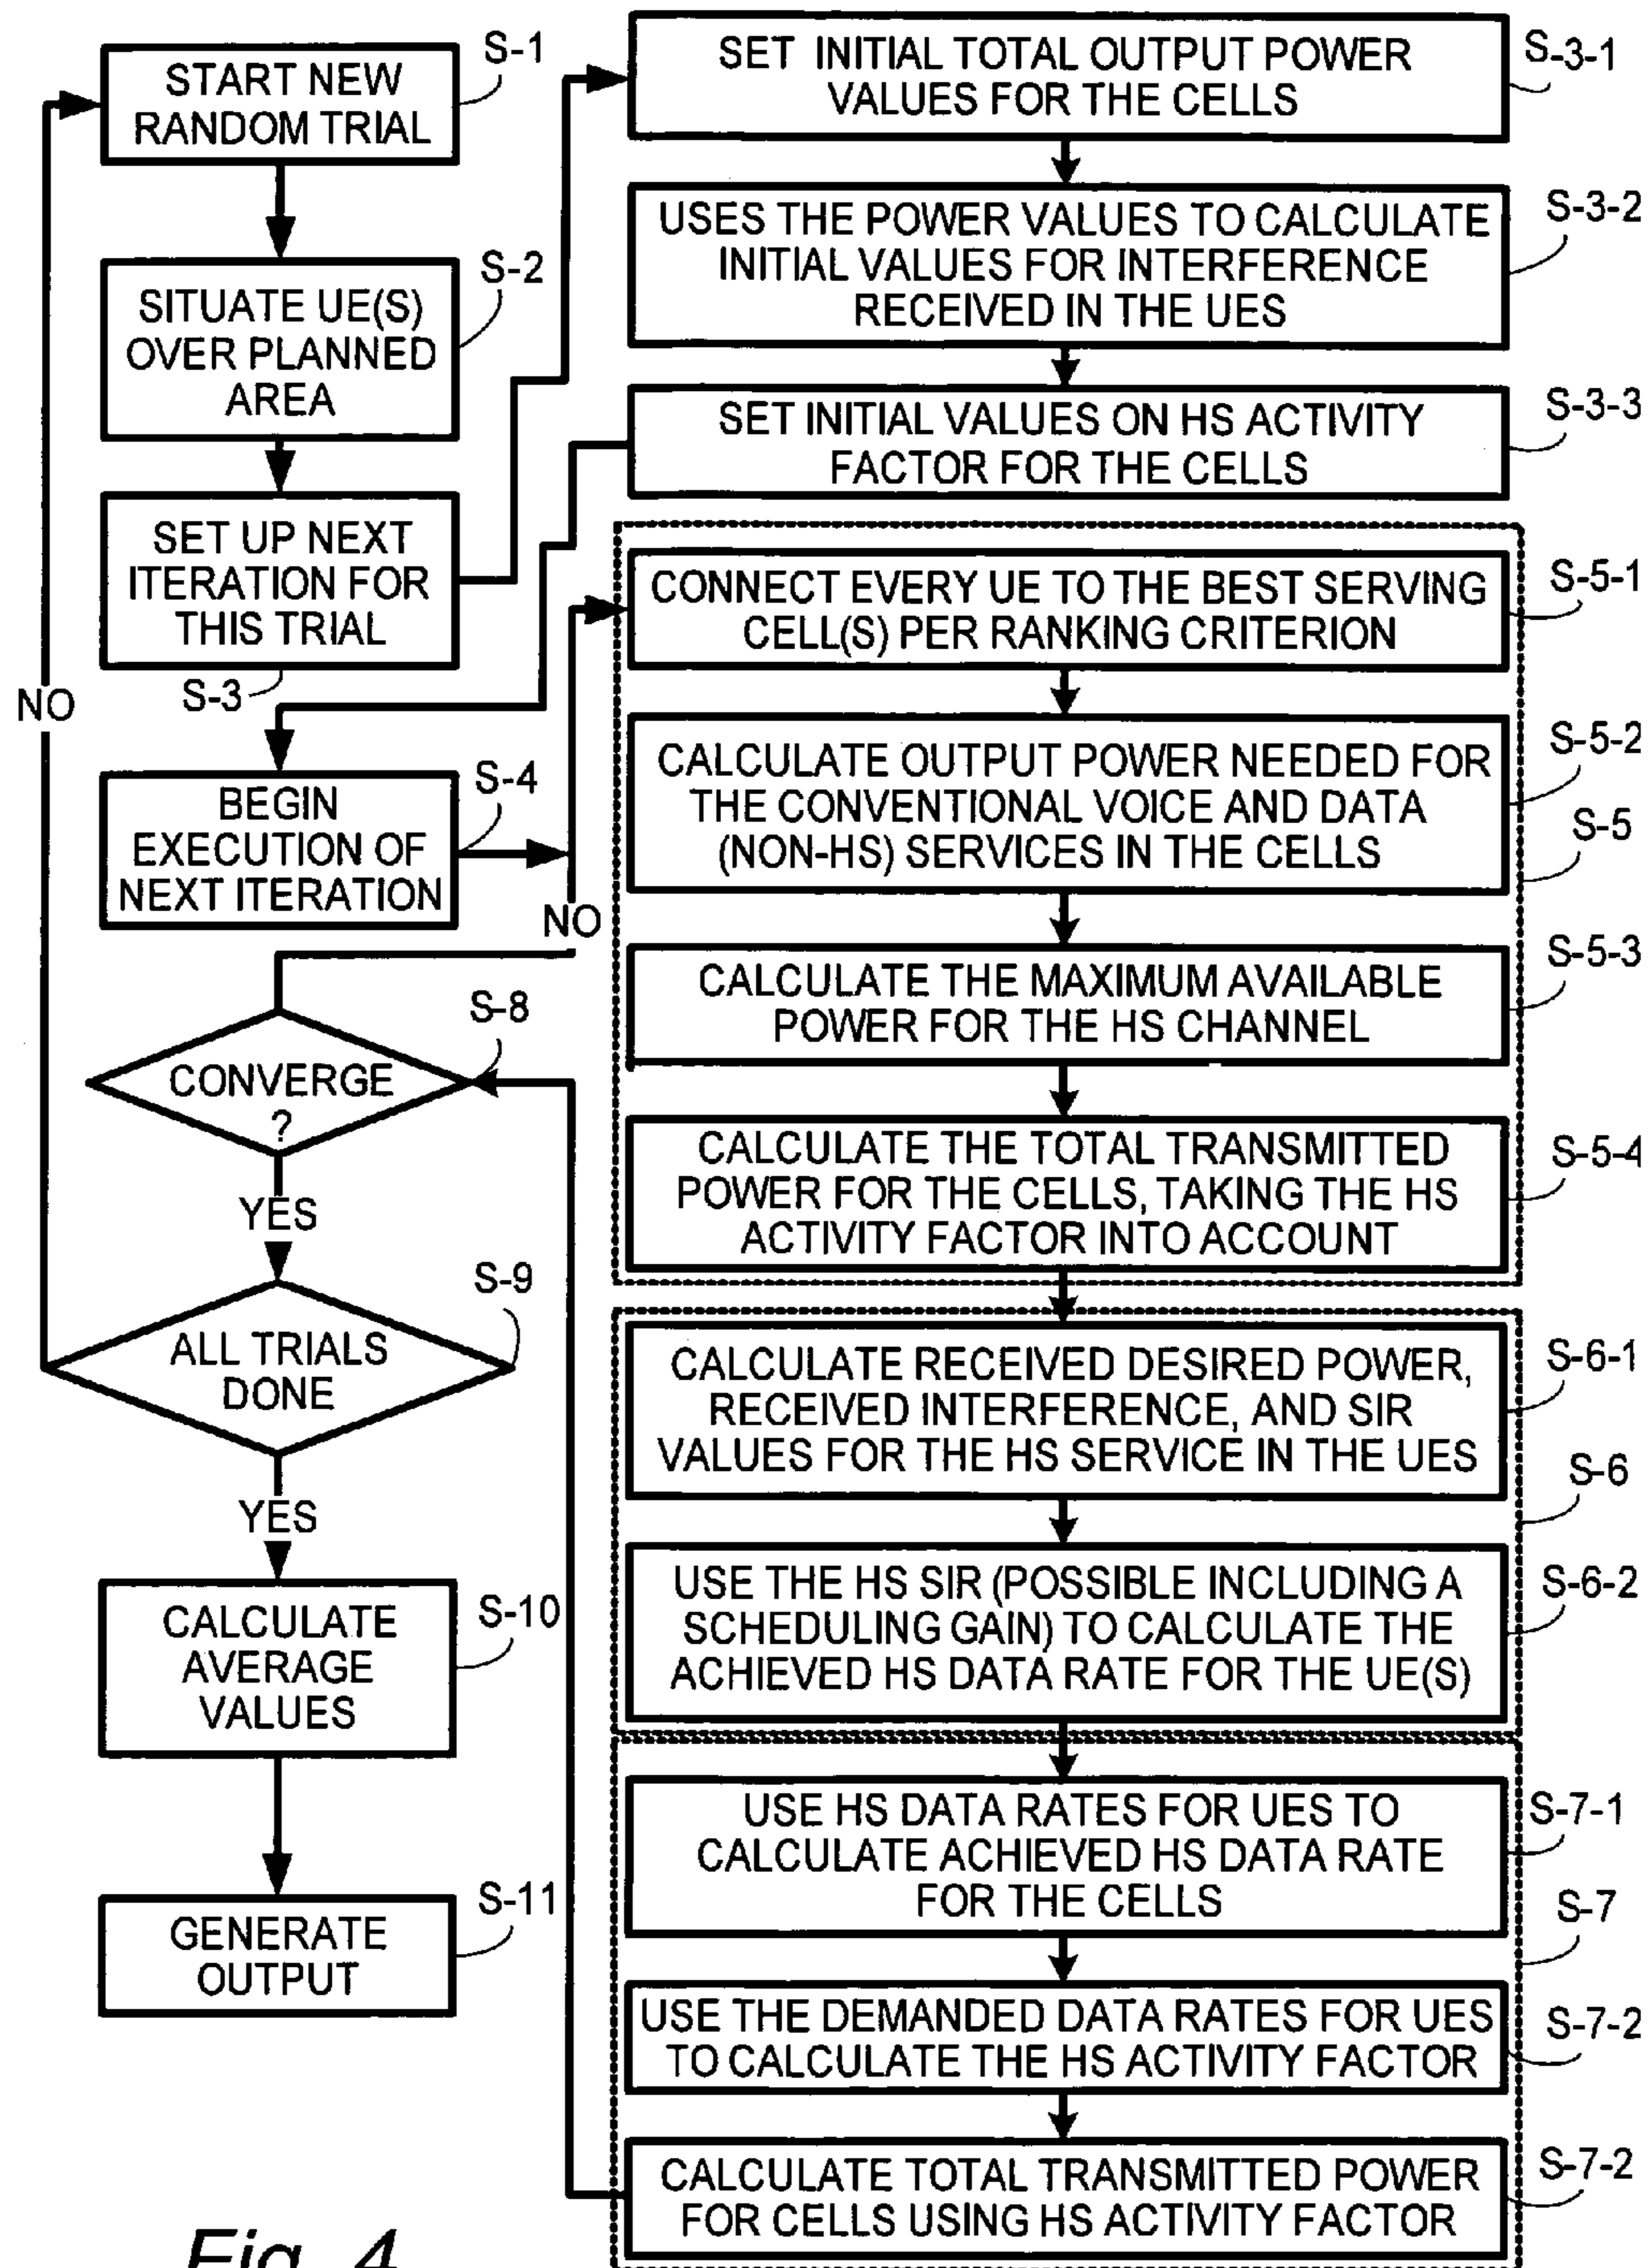 START NEW
RANDOM TRIAL
S-1
SITUATE UE(S)
OVER PLANNED
AREA
S-2
SET UP NEXT
ITERATION FOR
THIS TRIAL
S-3
NO
BEGIN
EXECUTION OF
NEXT ITERATION
S-4
NO
CONVERGE
?
S-8
YES
ALL TRIALS
DONE
S-9
YES
CALCULATE
AVERAGE
VALUES
S-10
GENERATE
OUTPUT
S-11
SET INITIAL TOTAL OUTPUT POWER
VALUES FOR THE CELLS
S-3-1
USES THE POWER VALUES TO CALCULATE
INITIAL VALUES FOR INTERFERENCE
RECEIVED IN THE UES
S-3-2
SET INITIAL VALUES ON HS ACTIVITY
FACTOR FOR THE CELLS
S-3-3
CONNECT EVERY UE TO THE BEST SERVING
CELL(S) PER RANKING CRITERION
S-5-1
CALCULATE OUTPUT POWER NEEDED FOR
THE CONVENTIONAL VOICE AND DATA
(NON-HS) SERVICES IN THE CELLS
S-5-2
S-5
CALCULATE THE MAXIMUM AVAILABLE
POWER FOR THE HS CHANNEL
S-5-3
CALCULATE THE TOTAL TRANSMITTED
POWER FOR THE CELLS, TAKING THE HS
ACTIVITY FACTOR INTO ACCOUNT
S-5-4
CALCULATE RECEIVED DESIRED POWER,
RECEIVED INTERFERENCE, AND SIR
VALUES FOR THE HS SERVICE IN THE UES
S-6-1
S-6
USE THE HS SIR (POSSIBLE INCLUDING A
SCHEDULING GAIN) TO CALCULATE THE
ACHIEVED HS DATA RATE FOR THE UE(S)
S-6-2
USE HS DATA RATES FOR UES TO
CALCULATE ACHIEVED HS DATA RATE
FOR THE CELLS
S-7-1
S-7
USE THE DEMANDED DATA RATES FOR UES
TO CALCULATE THE HS ACTIVITY FACTOR
S-7-2
CALCULATE TOTAL TRANSMITTED POWER
FOR CELLS USING HS ACTIVITY FACTOR
S-7-2
Fig. 4